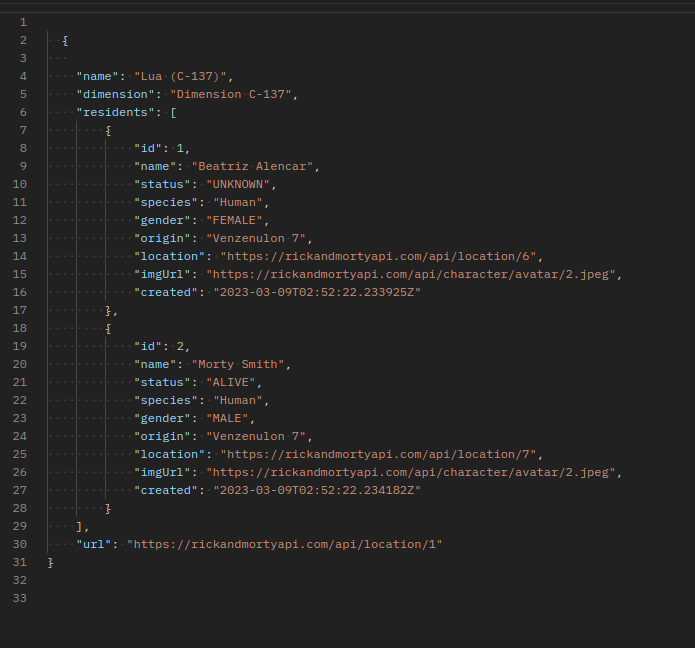 1
2 {
3
4 "name": "Lua (C-137)",
5 "dimension": "Dimension C-137",
6 "residents": [
7 {
8 "id": 1,
9 "name": "Beatriz Alencar",
10 "status": "UNKNOWN",
11 "species": "Human",
12 "gender": "FEMALE",
13 "origin": "Venzenulon 7",
14 "location": "https://rickandmortyapi.com/api/location/6",
15 "imgUrl": "https://rickandmortyapi.com/api/character/avatar/2.jpeg",
16 "created": "2023-03-09T02:52:22.233925Z"
17 },
18 {
19 "id": 2,
20 "name": "Morty Smith",
21 "status": "ALIVE",
22 "species": "Human",
23 "gender": "MALE",
24 "origin": "Venzenulon 7",
25 "location": "https://rickandmortyapi.com/api/location/7",
26 "imgUrl": "https://rickandmortyapi.com/api/character/avatar/2.jpeg",
27 "created": "2023-03-09T02:52:22.234182Z"
28 }
29 ],
30 "url": "https://rickandmortyapi.com/api/location/1"
31 }
32
33